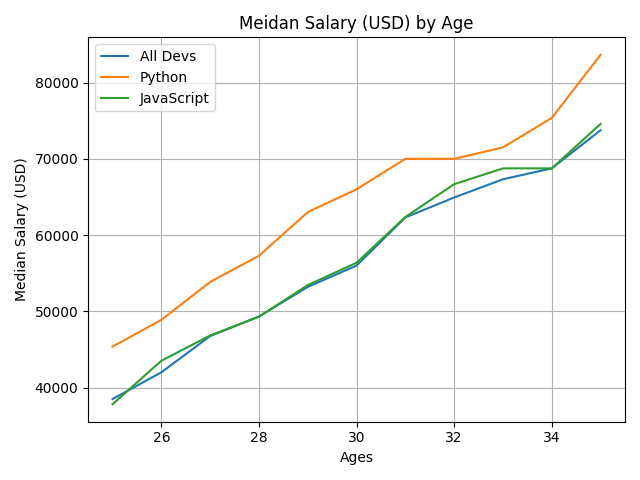 Meidan Salary (USD) by Age
All Devs
Python
JavaScript
80000
70000
60000
50000
40000
Median Salary (USD)
26 28 30 32 34
Ages